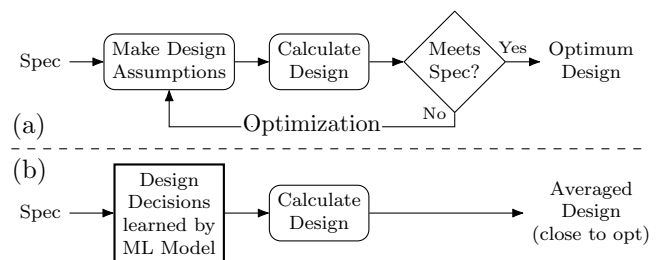 Spec
Make Design
Assumptions
Calculate
Design
Meets
Spec?
Yes
Optimum
Design
No
Optimization
(a)
(b)
Spec
Design
Decisions
learned by
ML Model
Calculate
Design
Averaged
Design
(close to opt)